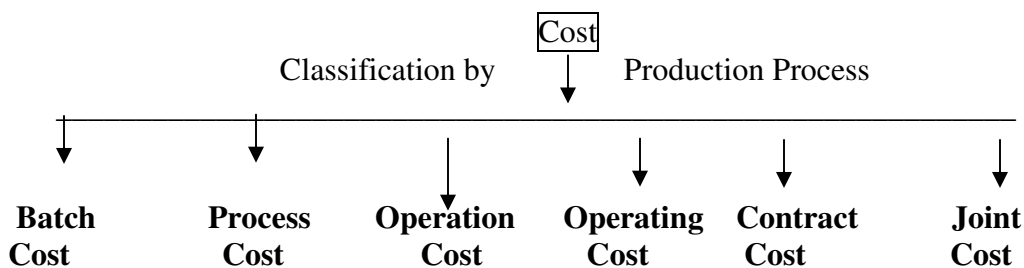 Cost
Classification by Production Process
Batch Process Operation Operating Contract Joint
Cost Cost Cost Cost Cost Cost